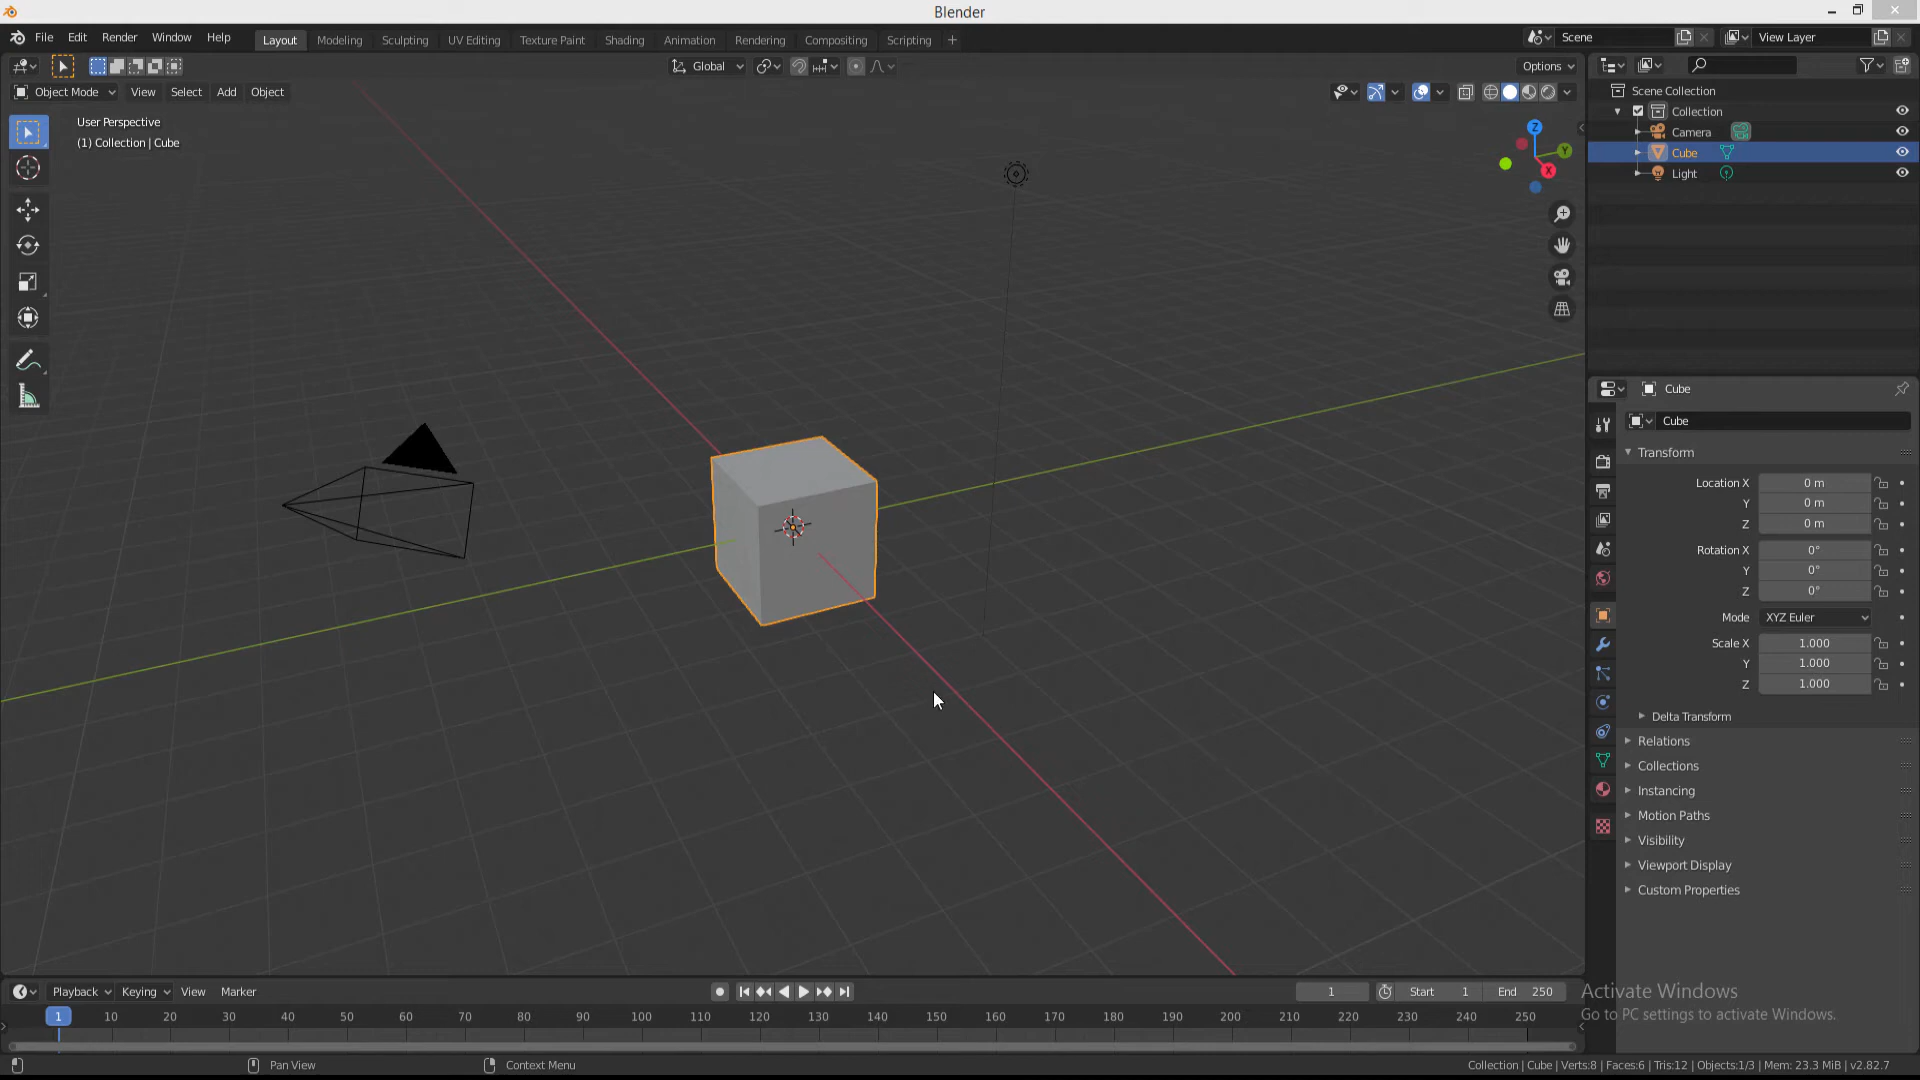 Blender
File Edit Render Window Help
Layout Modeling Sculpting UV Editing Texture Paint Shading Animation Rendering Compositing Scripting +
Scene
View Layer
Global
Options
Object Mode View Select Add Object
User Perspective
(1) Collection | Cube
Z
Y
X
Scene Collection
Collection
Camera
Cube
Light
Cube
Cube
Transform
Location X 0 m
Y 0 m
Z 0 m
Rotation X 0°
Y 0°
Z 0°
Mode XYZ Euler
Scale X 1.000
Y 1.000
Z 1.000
Delta Transform
Relations
Collections
Instancing
Motion Paths
Visibility
Viewport Display
Custom Properties
Playback Keying View Marker
1 Start 1 End 250
1 10 20 30 40 50 60 70 80 90 100 110 120 130 140 150 160 170 180 190 200 210 220 230 240 250
Activate Windows
Go to PC settings to activate Windows.
Pan View Context Menu
Collection | Cube | Verts:8 | Faces:6 | Tris:12 | Objects:1/3 | Mem: 23.3 MiB | v2.82.7